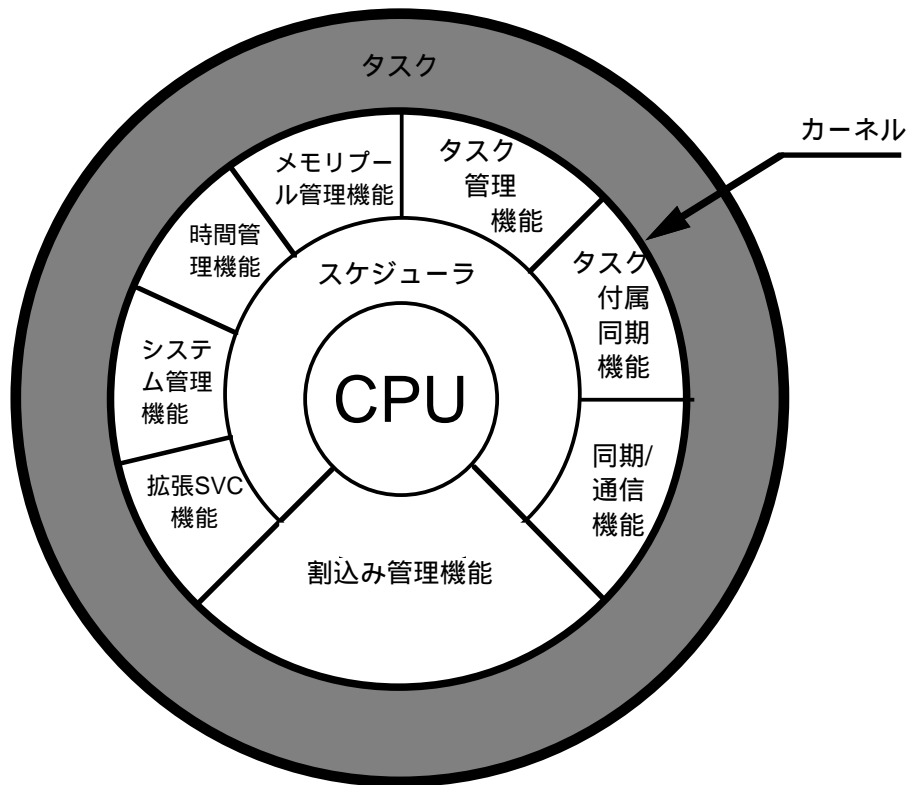 タスク
カーネル
メモリプー
ル管理機能
タスク
管理
機能
時間管
理機能
スケジューラ
タスク
付属
同期
機能
システ
ム管理
機能
CPU
同期/
通信
機能
拡張SVC
機能
割込み管理機能